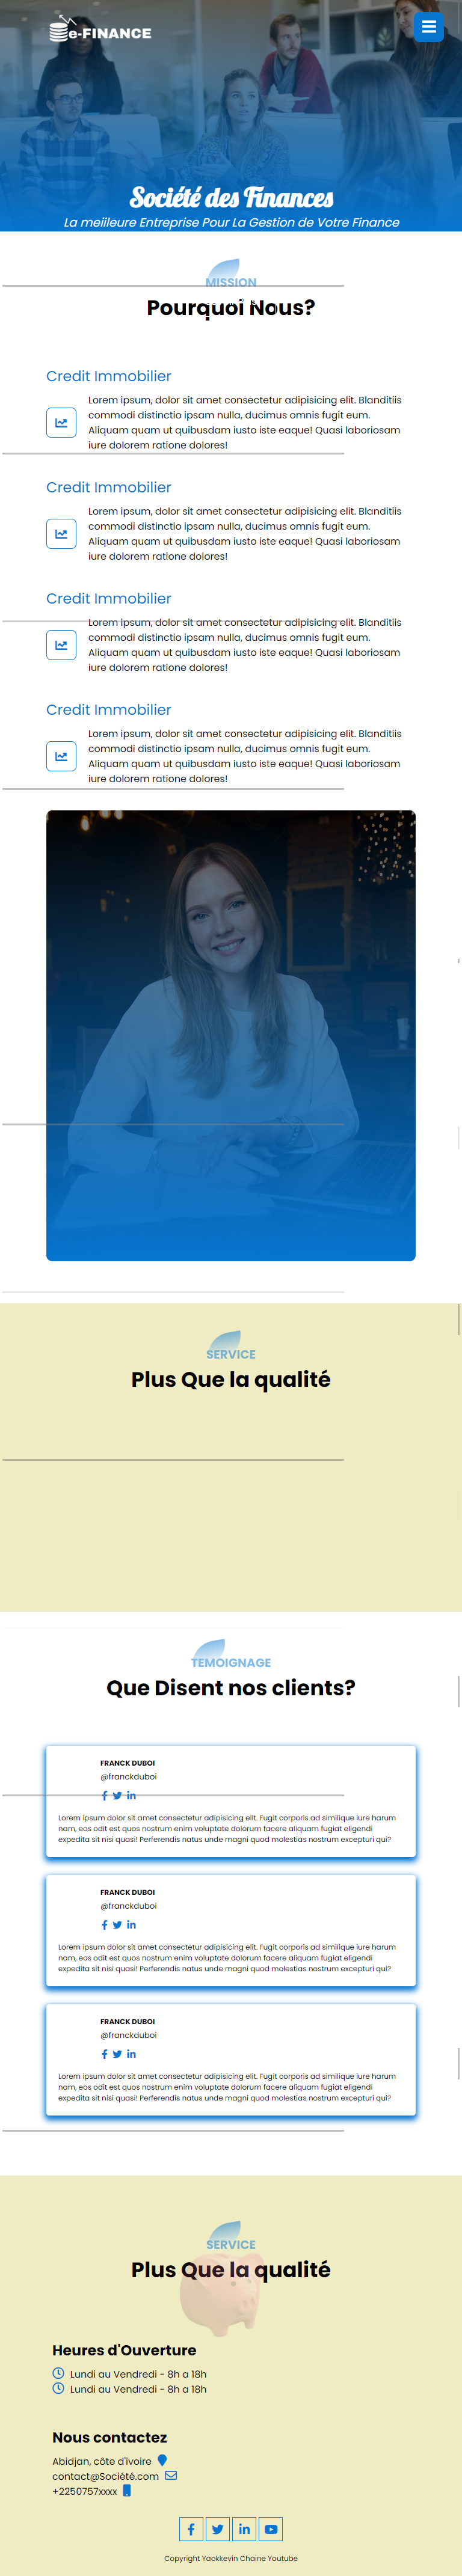 e-FINANCE
Société des Finances
La meiileure Entreprise Pour La Gestion de Votre Finance
MISSION
Pourquoi Nous?
Credit Immobilier
Lorem ipsum, dolor sit amet consectetur adipisicing elit. Blanditiis
commodi distinctio ipsam nulla, ducimus omnis fugit eum.
Aliquam quam ut quibusdam iusto iste eaque! Quasi laboriosam
iure dolorem ratione dolores!
Credit Immobilier
Lorem ipsum, dolor sit amet consectetur adipisicing elit. Blanditiis
commodi distinctio ipsam nulla, ducimus omnis fugit eum.
Aliquam quam ut quibusdam iusto iste eaque! Quasi laboriosam
iure dolorem ratione dolores!
Credit Immobilier
Lorem ipsum, dolor sit amet consectetur adipisicing elit. Blanditiis
commodi distinctio ipsam nulla, ducimus omnis fugit eum.
Aliquam quam ut quibusdam iusto iste eaque! Quasi laboriosam
iure dolorem ratione dolores!
Credit Immobilier
Lorem ipsum, dolor sit amet consectetur adipisicing elit. Blanditiis
commodi distinctio ipsam nulla, ducimus omnis fugit eum.
Aliquam quam ut quibusdam iusto iste eaque! Quasi laboriosam
iure dolorem ratione dolores!
SERVICE
Plus Que la qualité
TEMOIGNAGE
Que Disent nos clients?
FRANCK DUBOI
@franckduboi
Lorem ipsum dolor sit amet consectetur adipisicing elit. Fugit corporis ad similique iure harum
nam, eos odit est quos nostrum enim voluptate dolorum facere aliquam fugiat eligendi
expedita sit nisi quasi! Perferendis natus unde magni quod molestias nostrum excepturi qui?
FRANCK DUBOI
@franckduboi
Lorem ipsum dolor sit amet consectetur adipisicing elit. Fugit corporis ad similique iure harum
nam, eos odit est quos nostrum enim voluptate dolorum facere aliquam fugiat eligendi
expedita sit nisi quasi! Perferendis natus unde magni quod molestias nostrum excepturi qui?
FRANCK DUBOI
@franckduboi
Lorem ipsum dolor sit amet consectetur adipisicing elit. Fugit corporis ad similique iure harum
nam, eos odit est quos nostrum enim voluptate dolorum facere aliquam fugiat eligendi
expedita sit nisi quasi! Perferendis natus unde magni quod molestias nostrum excepturi qui?
SERVICE
Plus Que la qualité
Heures d'Ouverture
Lundi au Vendredi - 8h a 18h
Lundi au Vendredi - 8h a 18h
Nous contactez
Abidjan, côte d'ivoire
contact@Société.com
+2250757xxxx
Copyright Yaokkevin Chaine Youtube